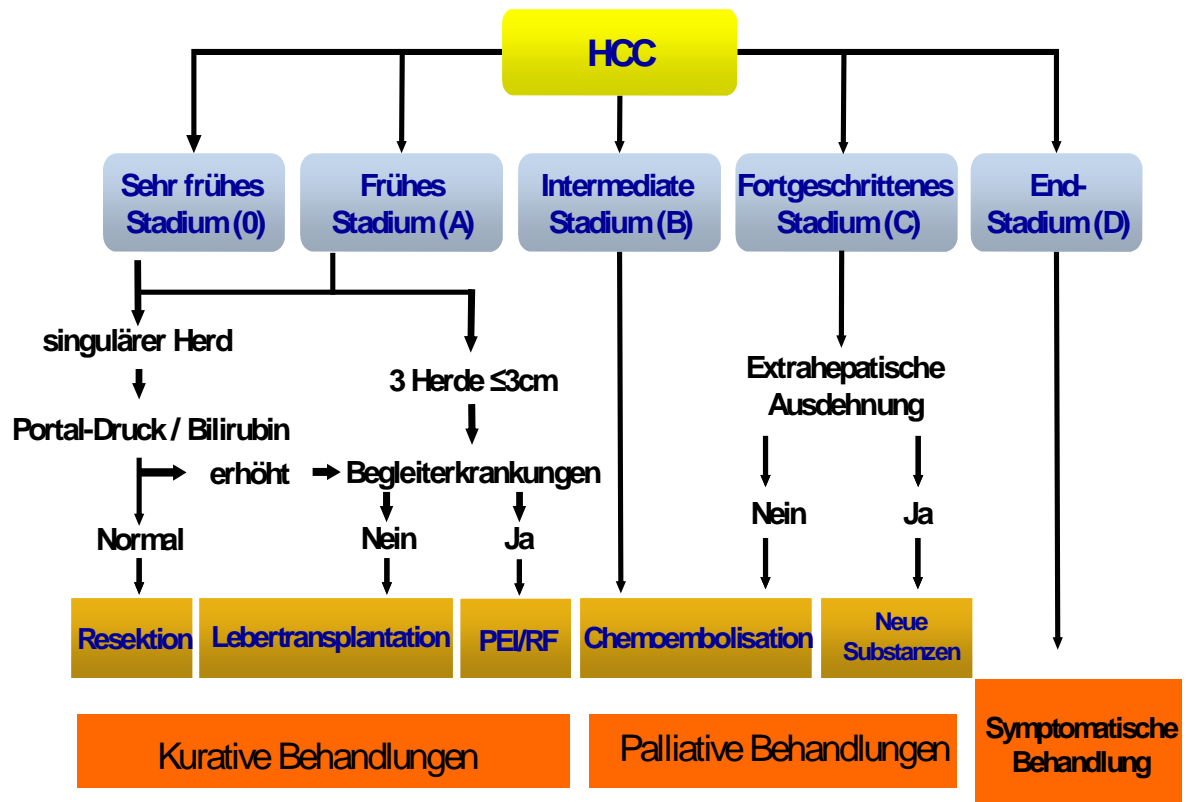 HCC
Sehr frühes
Stadium (0)
Frühes
Stadium (A)
Intermediate
Stadium (B)
Fortgeschrittenes
Stadium (C)
End-
Stadium (D)
singulärer Herd
3 Herde ≤3cm
Extrahepatische
Ausdehnung
Portal-Druck / Bilirubin
erhöht
Begleiterkrankungen
Normal
Nein
Ja
Nein
Ja
Resektion
Lebertransplantation
PEI/RF
Chemoembolisation
Neue
Substanzen
Kurative Behandlungen
Palliative Behandlungen
Symptomatische
Behandlung